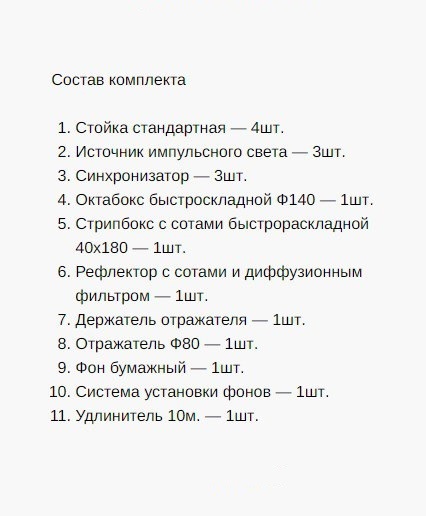 Состав комплекта
1. Стойка стандартная — 4шт.
2. Источник импульсного света — 3шт.
3. Синхронизатор — 3шт.
4. Октабокс быстроскладной Ф140 — 1шт.
5. Стрипбокс с сотами быстрораскладной
40х180 — 1шт.
6. Рефлектор с сотами и диффузионным
фильтром — 1шт.
7. Держатель отражателя — 1шт.
8. Отражатель Ф80 — 1шт.
9. Фон бумажный — 1шт.
10. Система установки фонов — 1шт.
11. Удлинитель 10м. — 1шт.